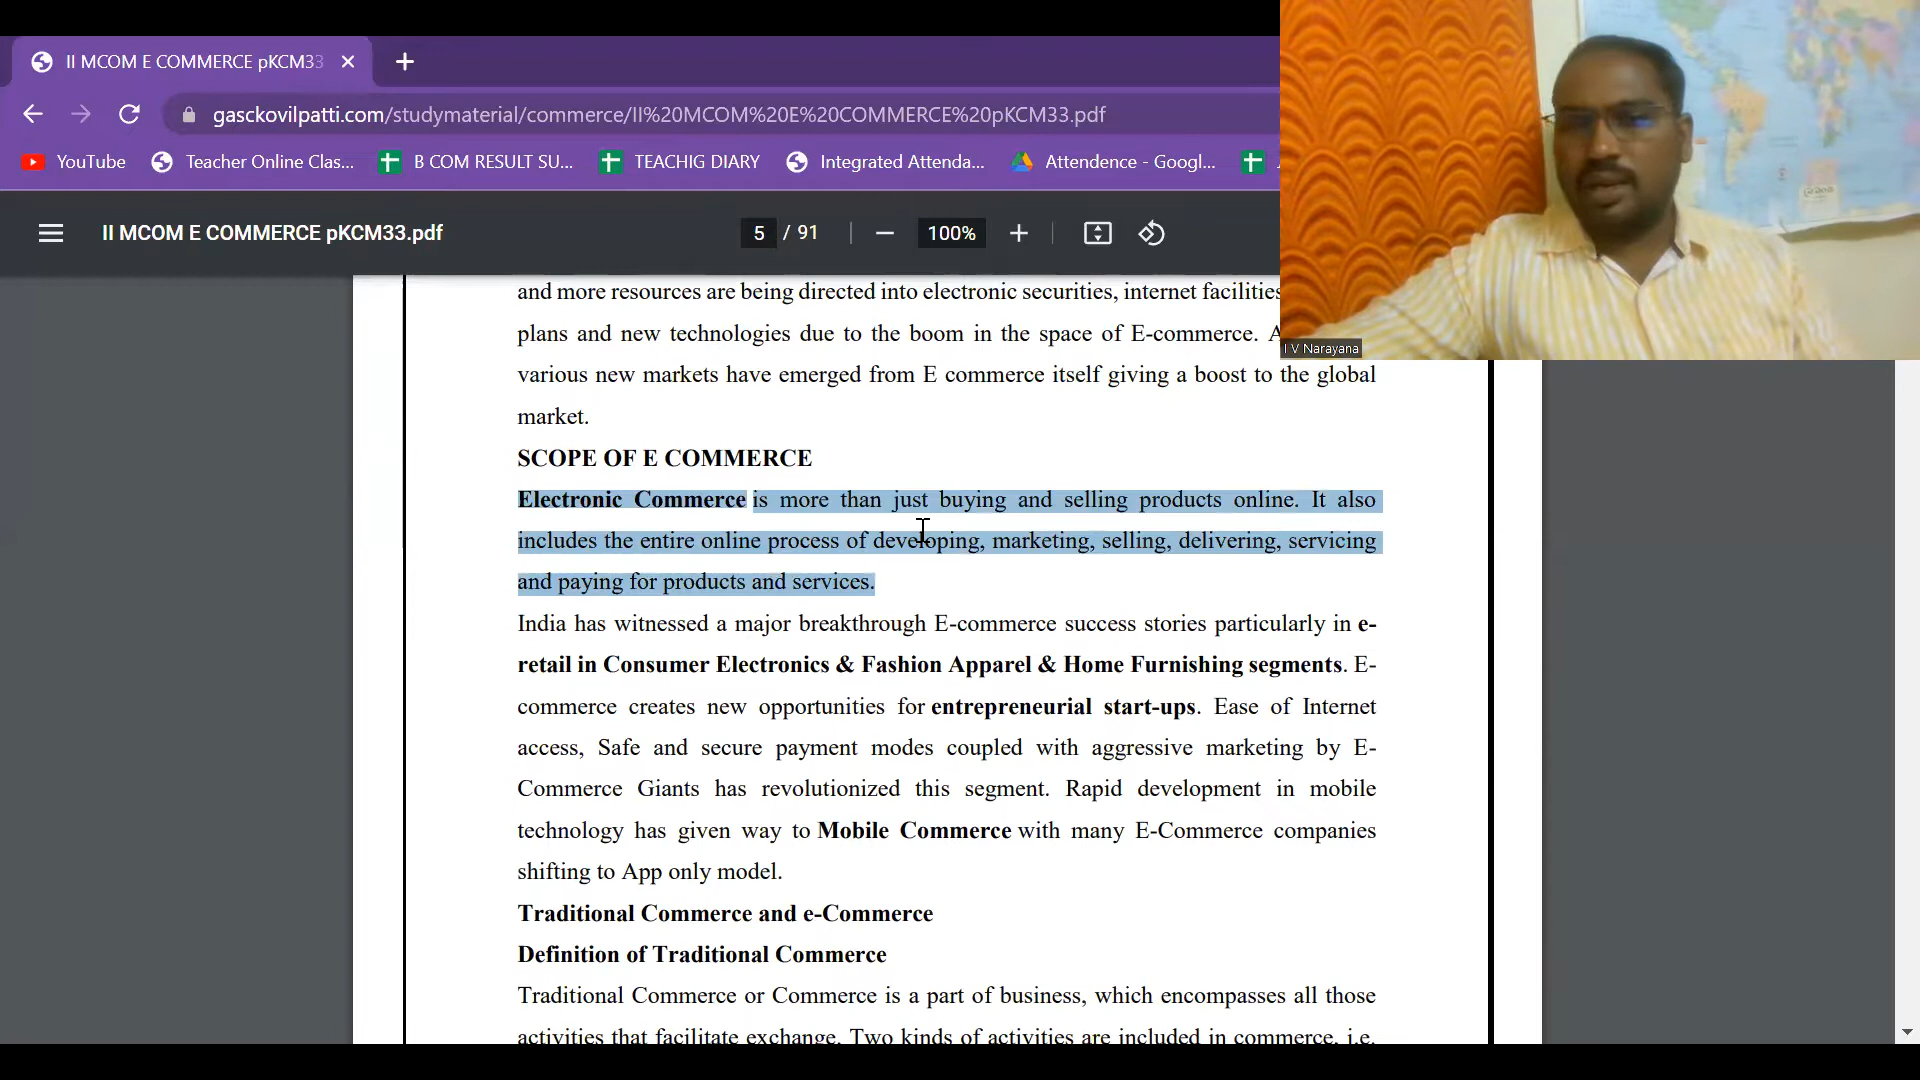 II MCOM E COMMERCE pKCM33
gasckovilpatti.com/studymaterial/commerce/II%20MCOM%20E%20COMMERCE%20pKCM33.pdf
YouTube Teacher Online Clas... B COM RESULT SU... TEACHIG DIARY Integrated Attenda... Attendence - Googl...
II MCOM E COMMERCE pKCM33.pdf 5 / 91 100%
I V Narayana
and more resources are being directed into electronic securities, internet facilities
plans and new technologies due to the boom in the space of E-commerce. A
various new markets have emerged from E commerce itself giving a boost to the global
market.
SCOPE OF E COMMERCE
Electronic Commerce is more than just buying and selling products online. It also
includes the entire online process of developing, marketing, selling, delivering, servicing
and paying for products and services.
India has witnessed a major breakthrough E-commerce success stories particularly in e-
retail in Consumer Electronics & Fashion Apparel & Home Furnishing segments. E-
commerce creates new opportunities for entrepreneurial start-ups. Ease of Internet
access, Safe and secure payment modes coupled with aggressive marketing by E-
Commerce Giants has revolutionized this segment. Rapid development in mobile
technology has given way to Mobile Commerce with many E-Commerce companies
shifting to App only model.
Traditional Commerce and e-Commerce
Definition of Traditional Commerce
Traditional Commerce or Commerce is a part of business, which encompasses all those
activities that facilitate exchange. Two kinds of activities are included in commerce, i.e.